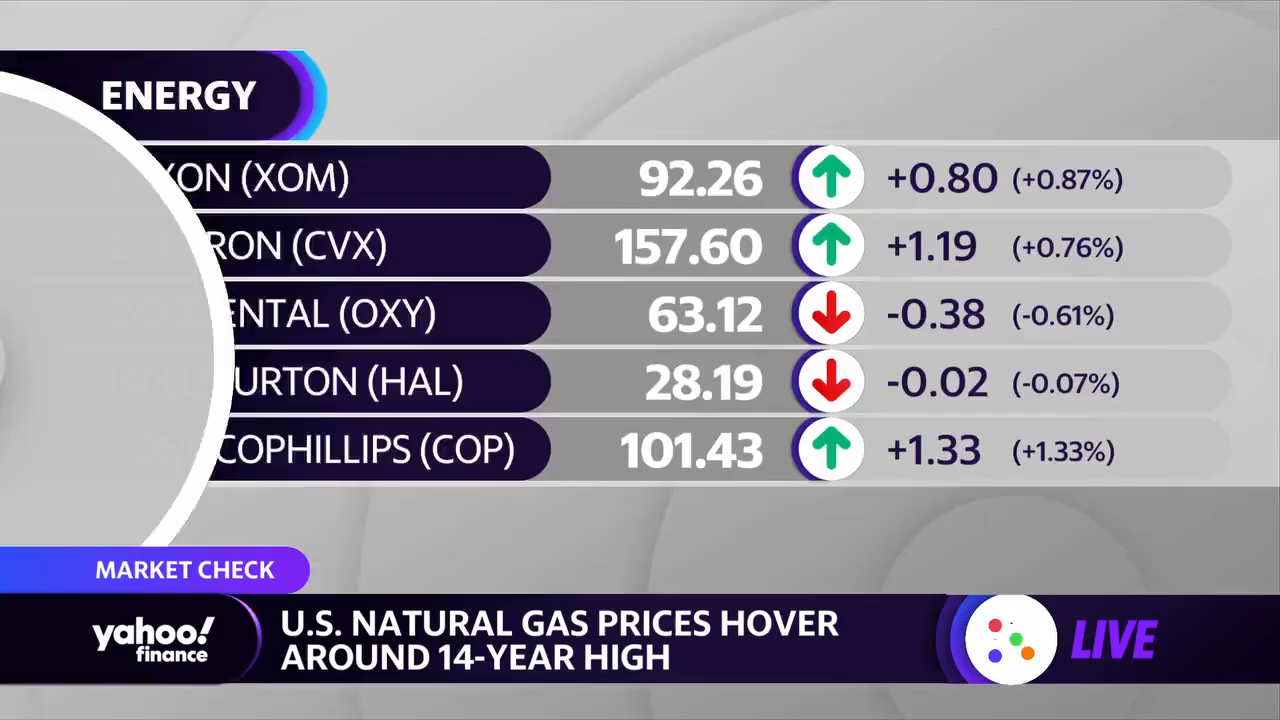 ENERGY
XON (XOM) 92.26 +0.80 (+0.87%)
RON (CVX) 157.60 +1.19 (+0.76%)
ENTAL (OXY) 63.12 -0.38 (-0.61%)
URTON (HAL) 28.19 -0.02 (-0.07%)
COPHILLIPS (COP) 101.43 +1.33 (+1.33%)
MARKET CHECK
yahoo!
finance
U.S. NATURAL GAS PRICES HOVER
AROUND 14-YEAR HIGH
LIVE